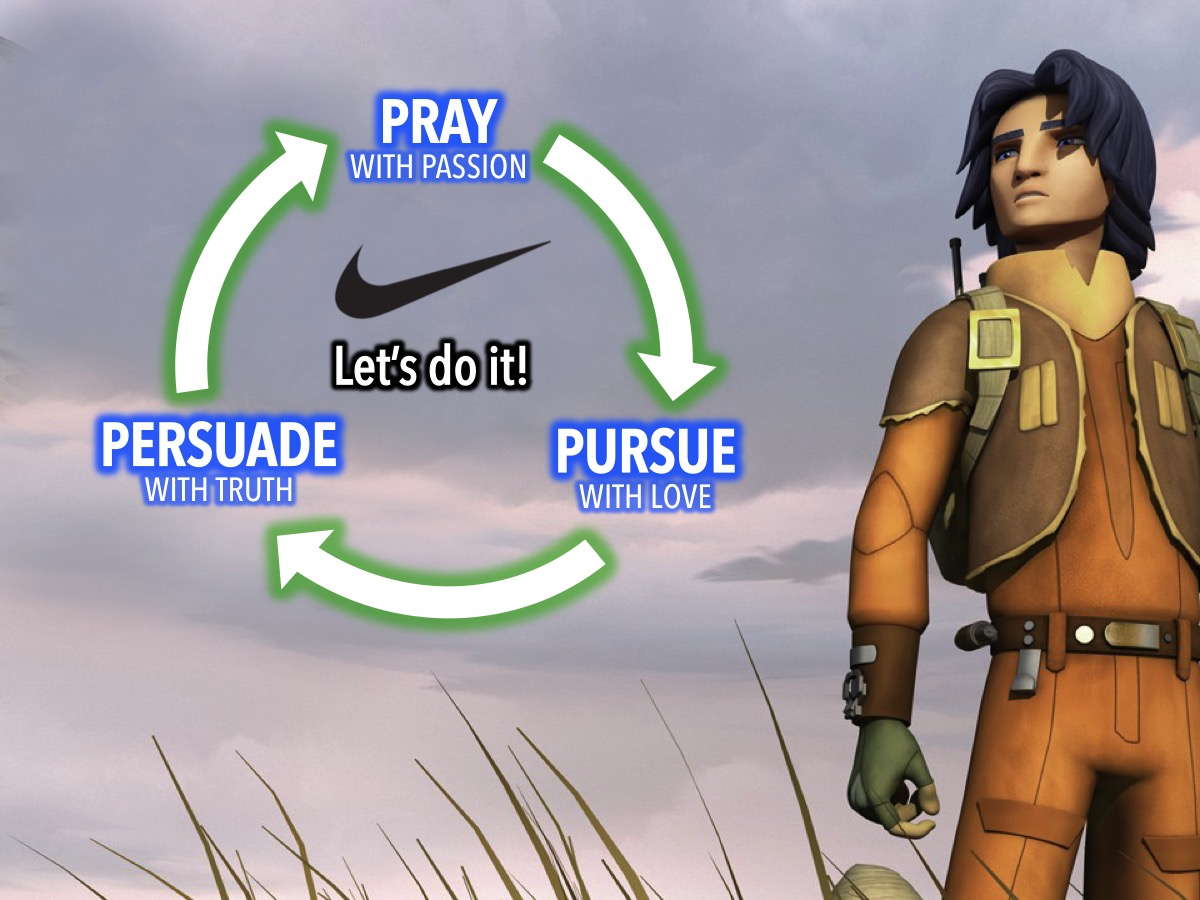 PRAY
WITH PASSION
Let's do it!
PERSUADE
WITH TRUTH
PURSUE
WITH LOVE